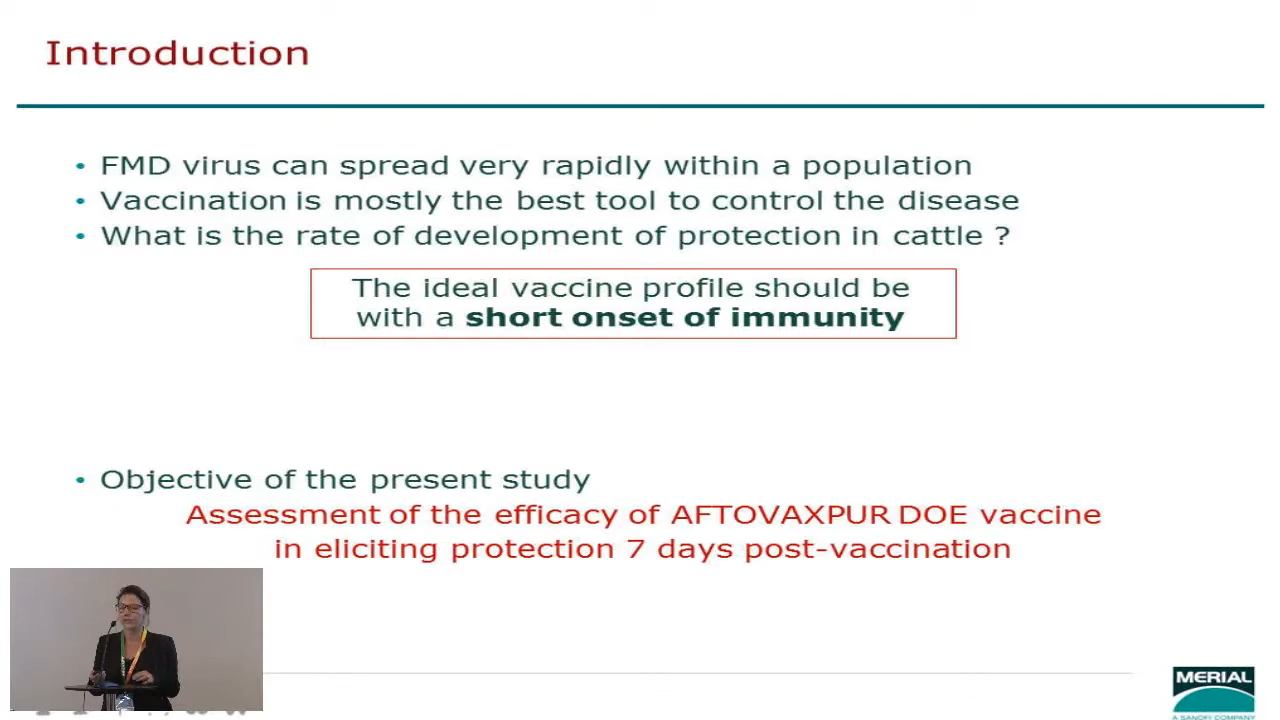 Introduction
• FMD virus can spread very rapidly within a population
• Vaccination is mostly the best tool to control the disease
• What is the rate of development of protection in cattle ?
The ideal vaccine profile should be
with a short onset of immunity
• Objective of the present study
Assessment of the efficacy of AFTOVAXPUR DOE vaccine
in eliciting protection 7 days post-vaccination
MERIAL
A SANOFI COMPANY